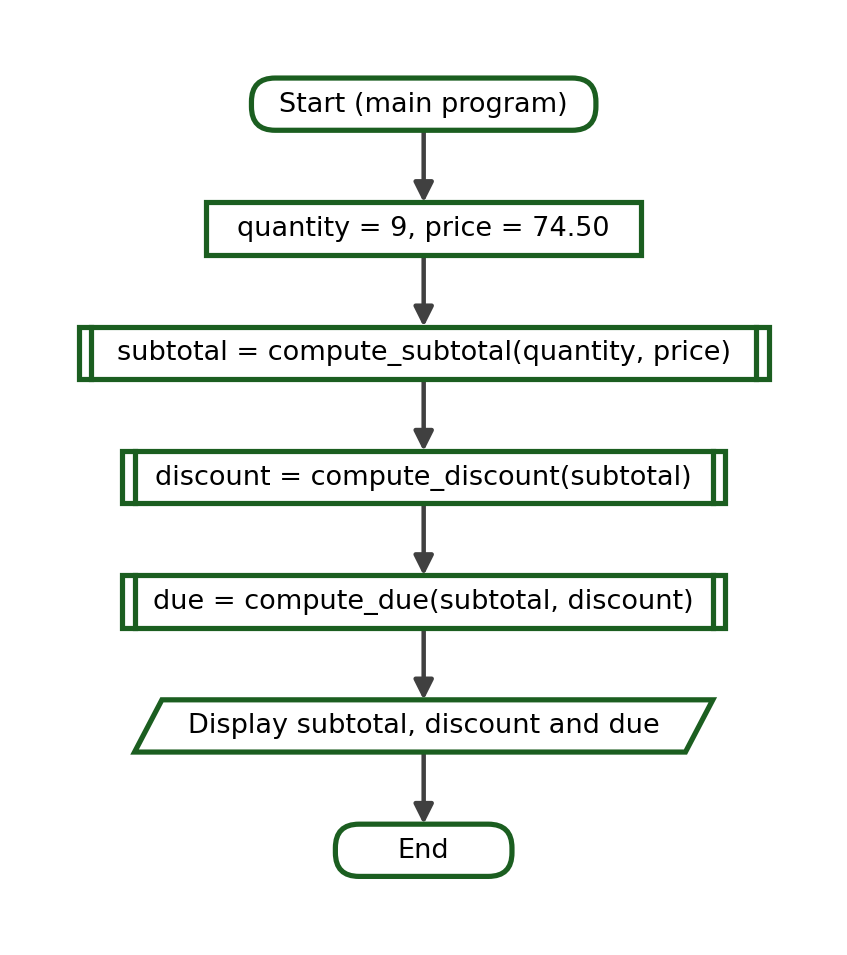 Start (main program)
quantity = 9, price = 74.50
subtotal = compute_subtotal(quantity, price)
discount = compute_discount(subtotal)
due = compute_due(subtotal, discount)
Display subtotal, discount and due
End